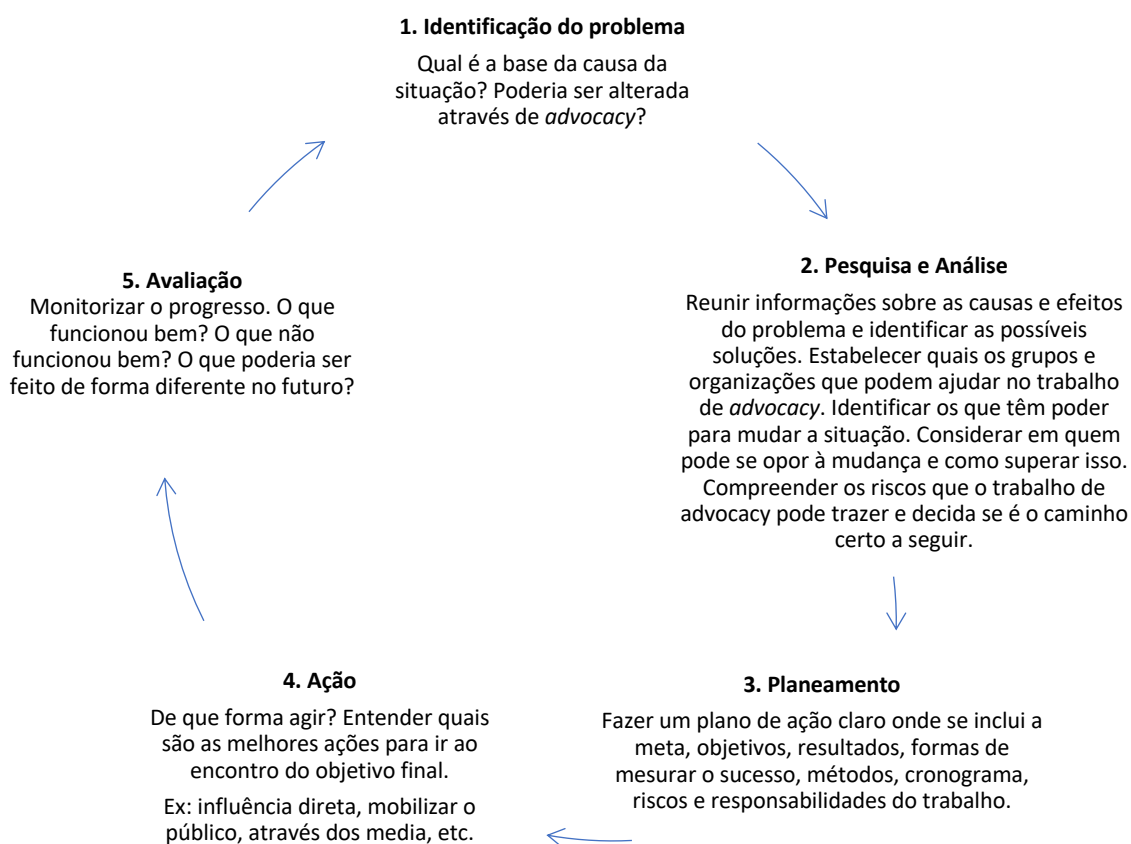 1. Identificação do problema
Qual é a base da causa da
situação? Poderia ser alterada
através de advocacy?
2. Pesquisa e Análise
Reunir informações sobre as causas e efeitos
do problema e identificar as possíveis
soluções. Estabelecer quais os grupos e
organizações que podem ajudar no trabalho
de advocacy. Identificar os que têm poder
para mudar a situação. Considerar em quem
pode se opor à mudança e como superar isso.
Compreender os riscos que o trabalho de
advocacy pode trazer e decida se é o caminho
certo a seguir.
3. Planeamento
Fazer um plano de ação claro onde se inclui a
meta, objetivos, resultados, formas de
mesurar o sucesso, métodos, cronograma,
riscos e responsabilidades do trabalho.
4. Ação
De que forma agir? Entender quais
são as melhores ações para ir ao
encontro do objetivo final.
Ex: influência direta, mobilizar o
público, através dos media, etc.
5. Avaliação
Monitorizar o progresso. O que
funcionou bem? O que não
funcionou bem? O que poderia ser
feito de forma diferente no futuro?